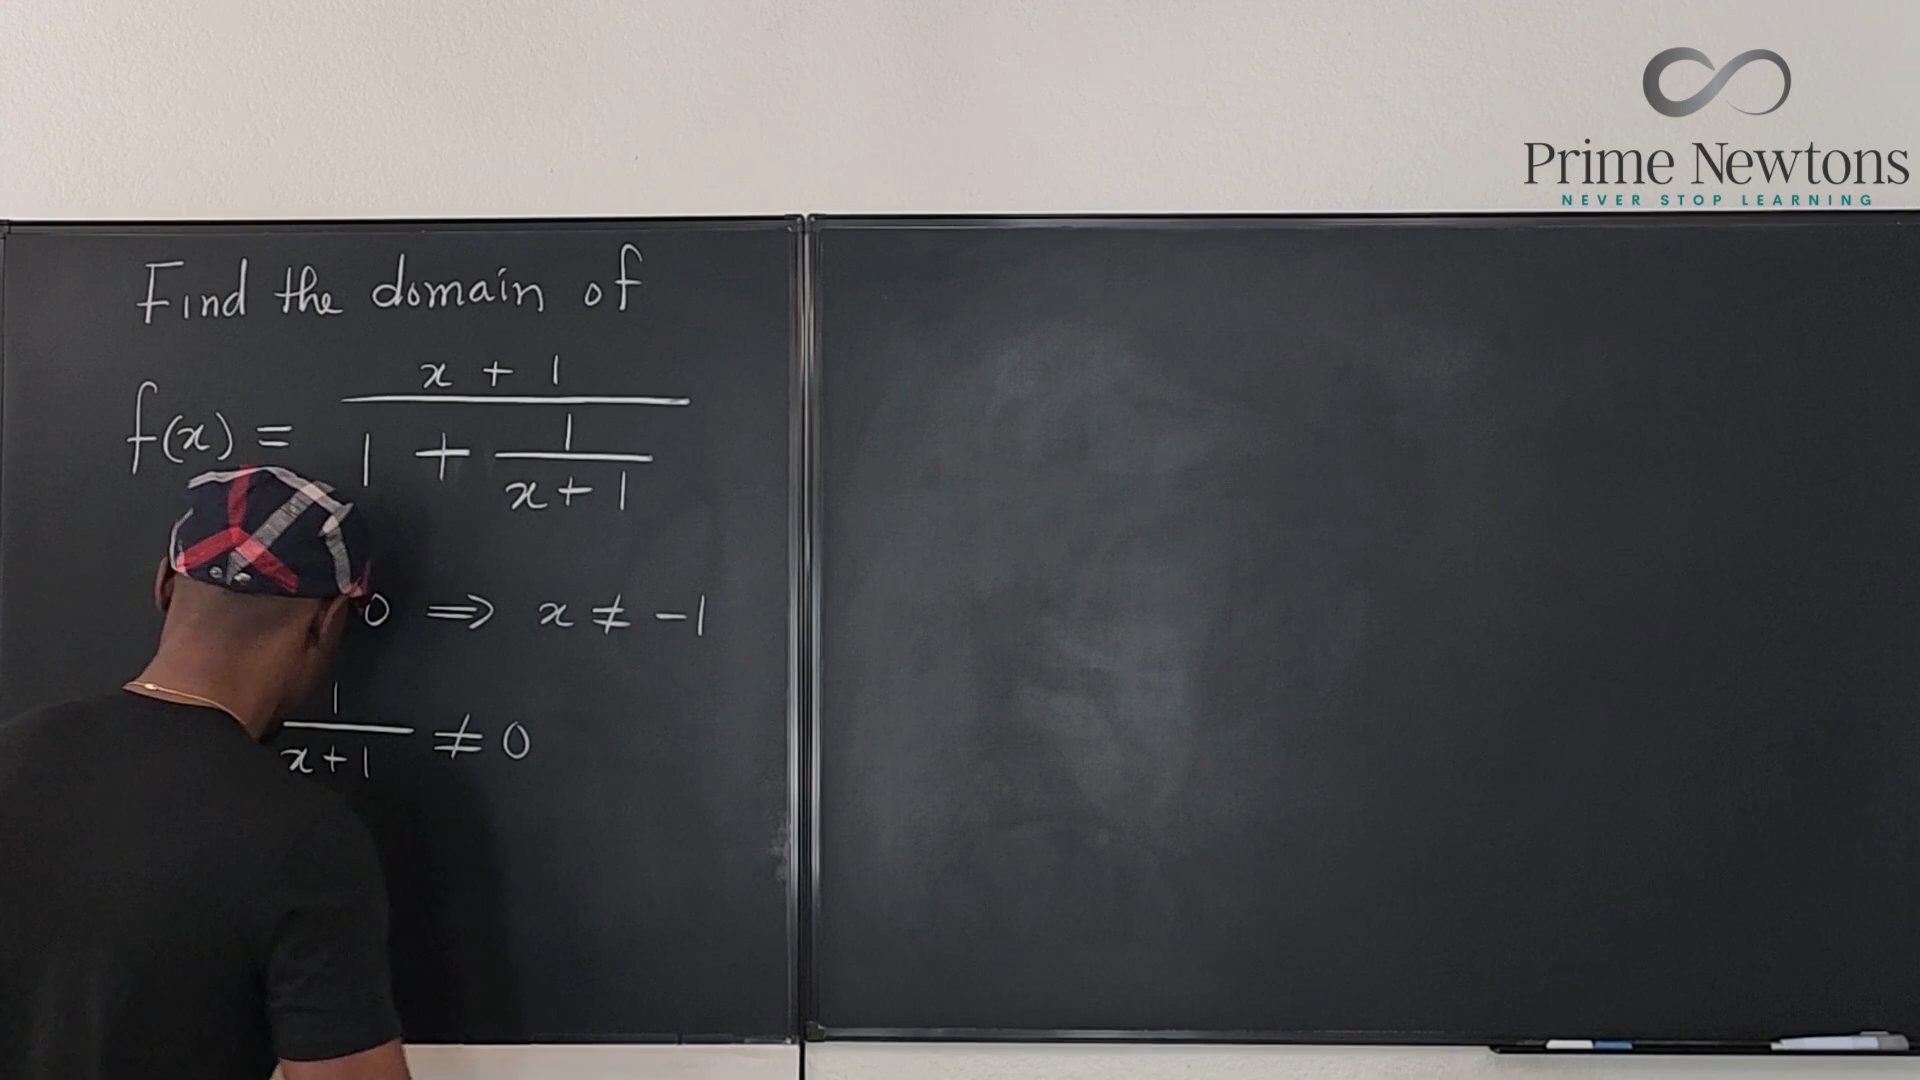 Prime Newtons
NEVER STOP LEARNING
Find the domain of
f(x) = (x + 1) / (1 + 1/(x + 1))
0 ⇒ x ≠ -1
1/(x+1) ≠ 0